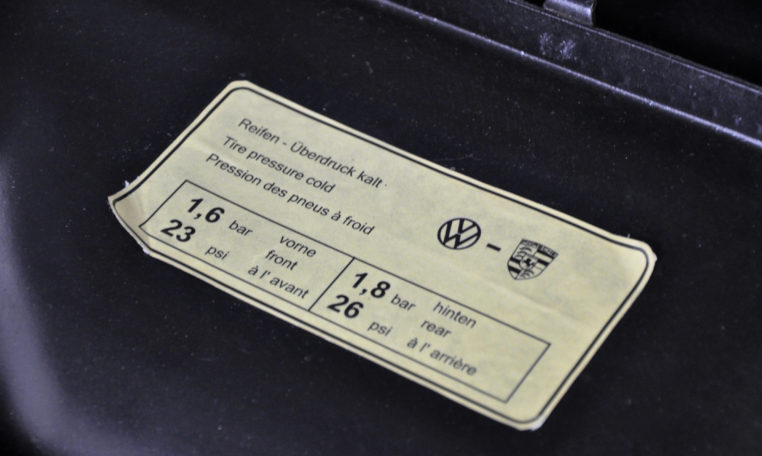 Reifen - Überdruck kalt
Tire pressure cold
Pression des pneus à froid
1,6 bar vorne
23 psi front
à l'avant
1,8 bar hinten
26 psi rear
à l'arrière